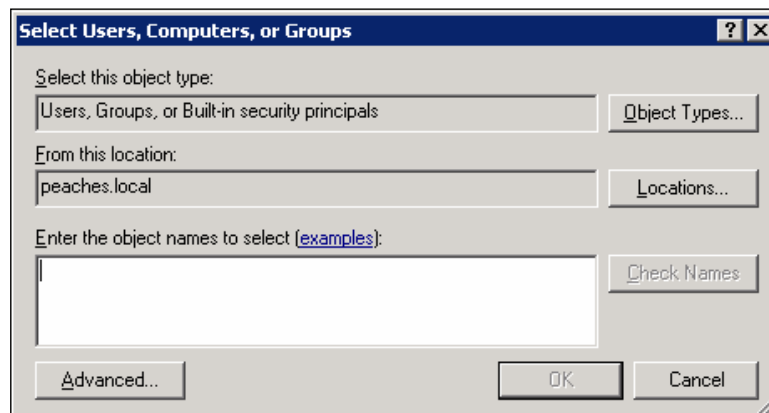 Select Users, Computers, or Groups
Select this object type:
Users, Groups, or Built-in security principals
Object Types...
From this location:
peaches.local
Locations...
Enter the object names to select (examples):
Check Names
Advanced...
OK
Cancel